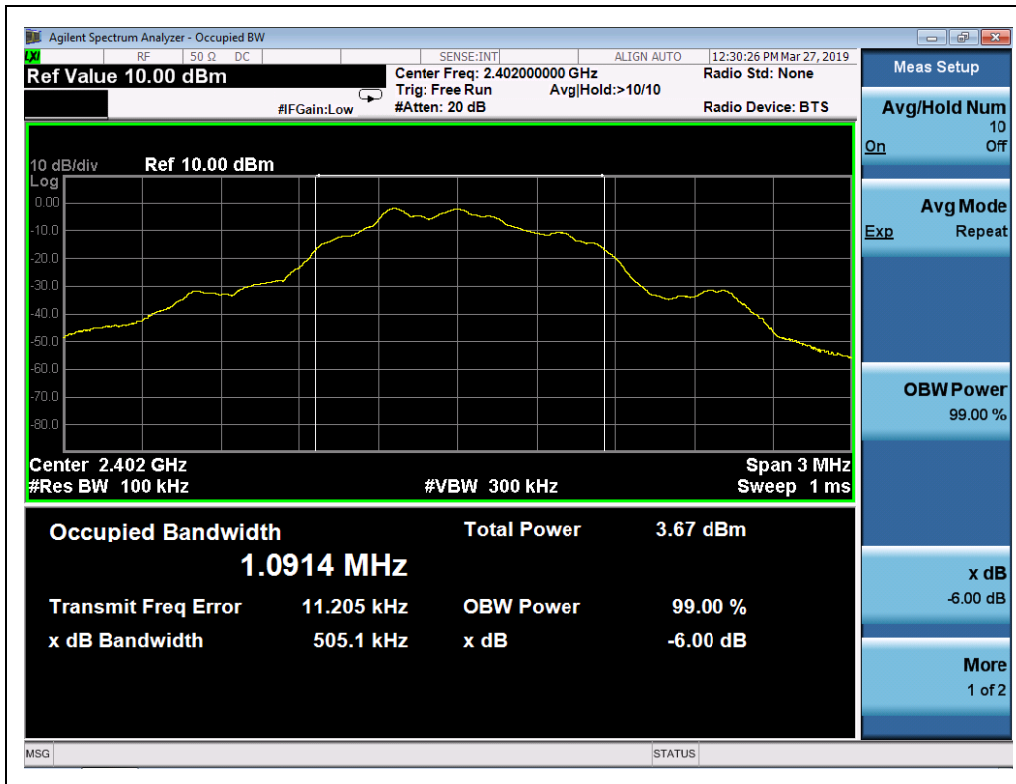 Agilent Spectrum Analyzer - Occupied BW
LXI RF 50 Ω DC SENSE:INT ALIGN AUTO 12:30:26 PM Mar 27, 2019
Ref Value 10.00 dBm
Center Freq: 2.402000000 GHz
Radio Std: None
Trig: Free Run Avg|Hold:>10/10
#IFGain:Low
#Atten: 20 dB
Radio Device: BTS
10 dB/div Ref 10.00 dBm
Log
0.00
-10.0
-20.0
-30.0
-40.0
-50.0
-60.0
-70.0
-80.0
Center 2.402 GHz Span 3 MHz
#Res BW 100 kHz #VBW 300 kHz Sweep 1 ms
Occupied Bandwidth Total Power 3.67 dBm
1.0914 MHz
Transmit Freq Error 11.205 kHz OBW Power 99.00 %
x dB Bandwidth 505.1 kHz x dB -6.00 dB
Meas Setup
Avg/Hold Num
10
On Off
Avg Mode
Exp Repeat
OBW Power
99.00 %
x dB
-6.00 dB
More
1 of 2
MSG STATUS